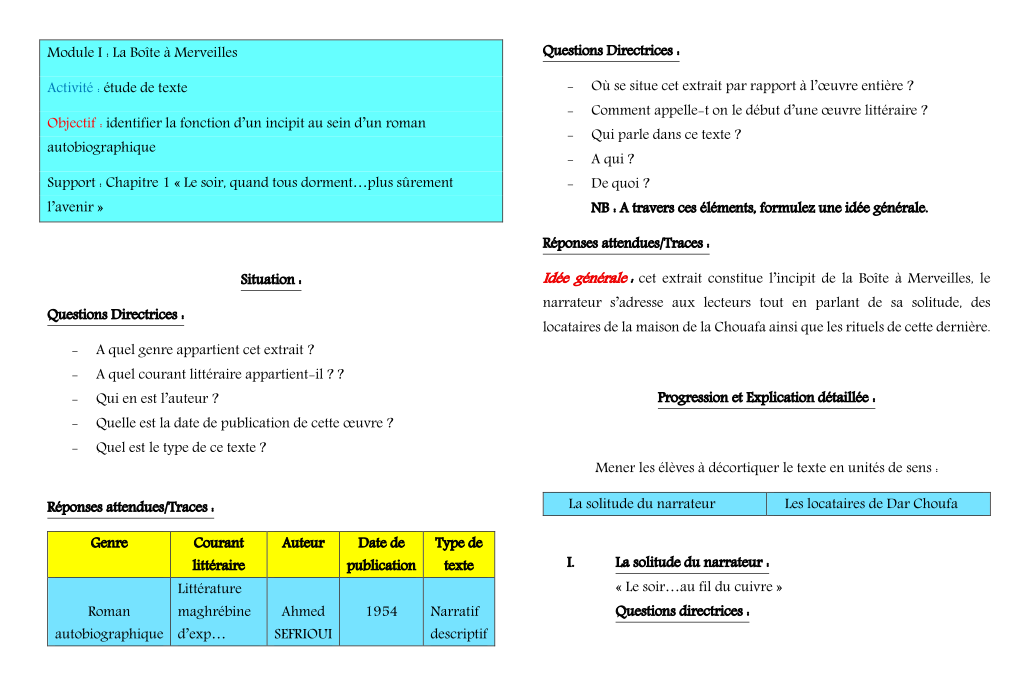 Module I : La Boîte à Merveilles
Activité : étude de texte
Objectif : identifier la fonction d’un incipit au sein d’un roman
autobiographique
Support : Chapitre 1 « Le soir, quand tous dorment…plus sûrement
l’avenir »
Situation :
Questions Directrices :
- A quel genre appartient cet extrait ?
- A quel courant littéraire appartient-il ? ?
- Qui en est l’auteur ?
- Quelle est la date de publication de cette œuvre ?
- Quel est le type de ce texte ?
Réponses attendues/Traces :
Genre Courant Auteur Date de Type de
littéraire publication texte
Littérature
Roman maghrébine Ahmed 1954 Narratif
autobiographique d’exp… SEFRIOUI descriptif
Questions Directrices :
- Où se situe cet extrait par rapport à l’œuvre entière ?
- Comment appelle-t on le début d’une œuvre littéraire ?
- Qui parle dans ce texte ?
- A qui ?
- De quoi ?
NB : A travers ces éléments, formulez une idée générale.
Réponses attendues/Traces :
Idée générale : cet extrait constitue l’incipit de la Boîte à Merveilles, le
narrateur s’adresse aux lecteurs tout en parlant de sa solitude, des
locataires de la maison de la Chouafa ainsi que les rituels de cette dernière.
Progression et Explication détaillée :
Mener les élèves à décortiquer le texte en unités de sens :
La solitude du narrateur Les locataires de Dar Choufa
I. La solitude du narrateur :
« Le soir…au fil du cuivre »
Questions directrices :